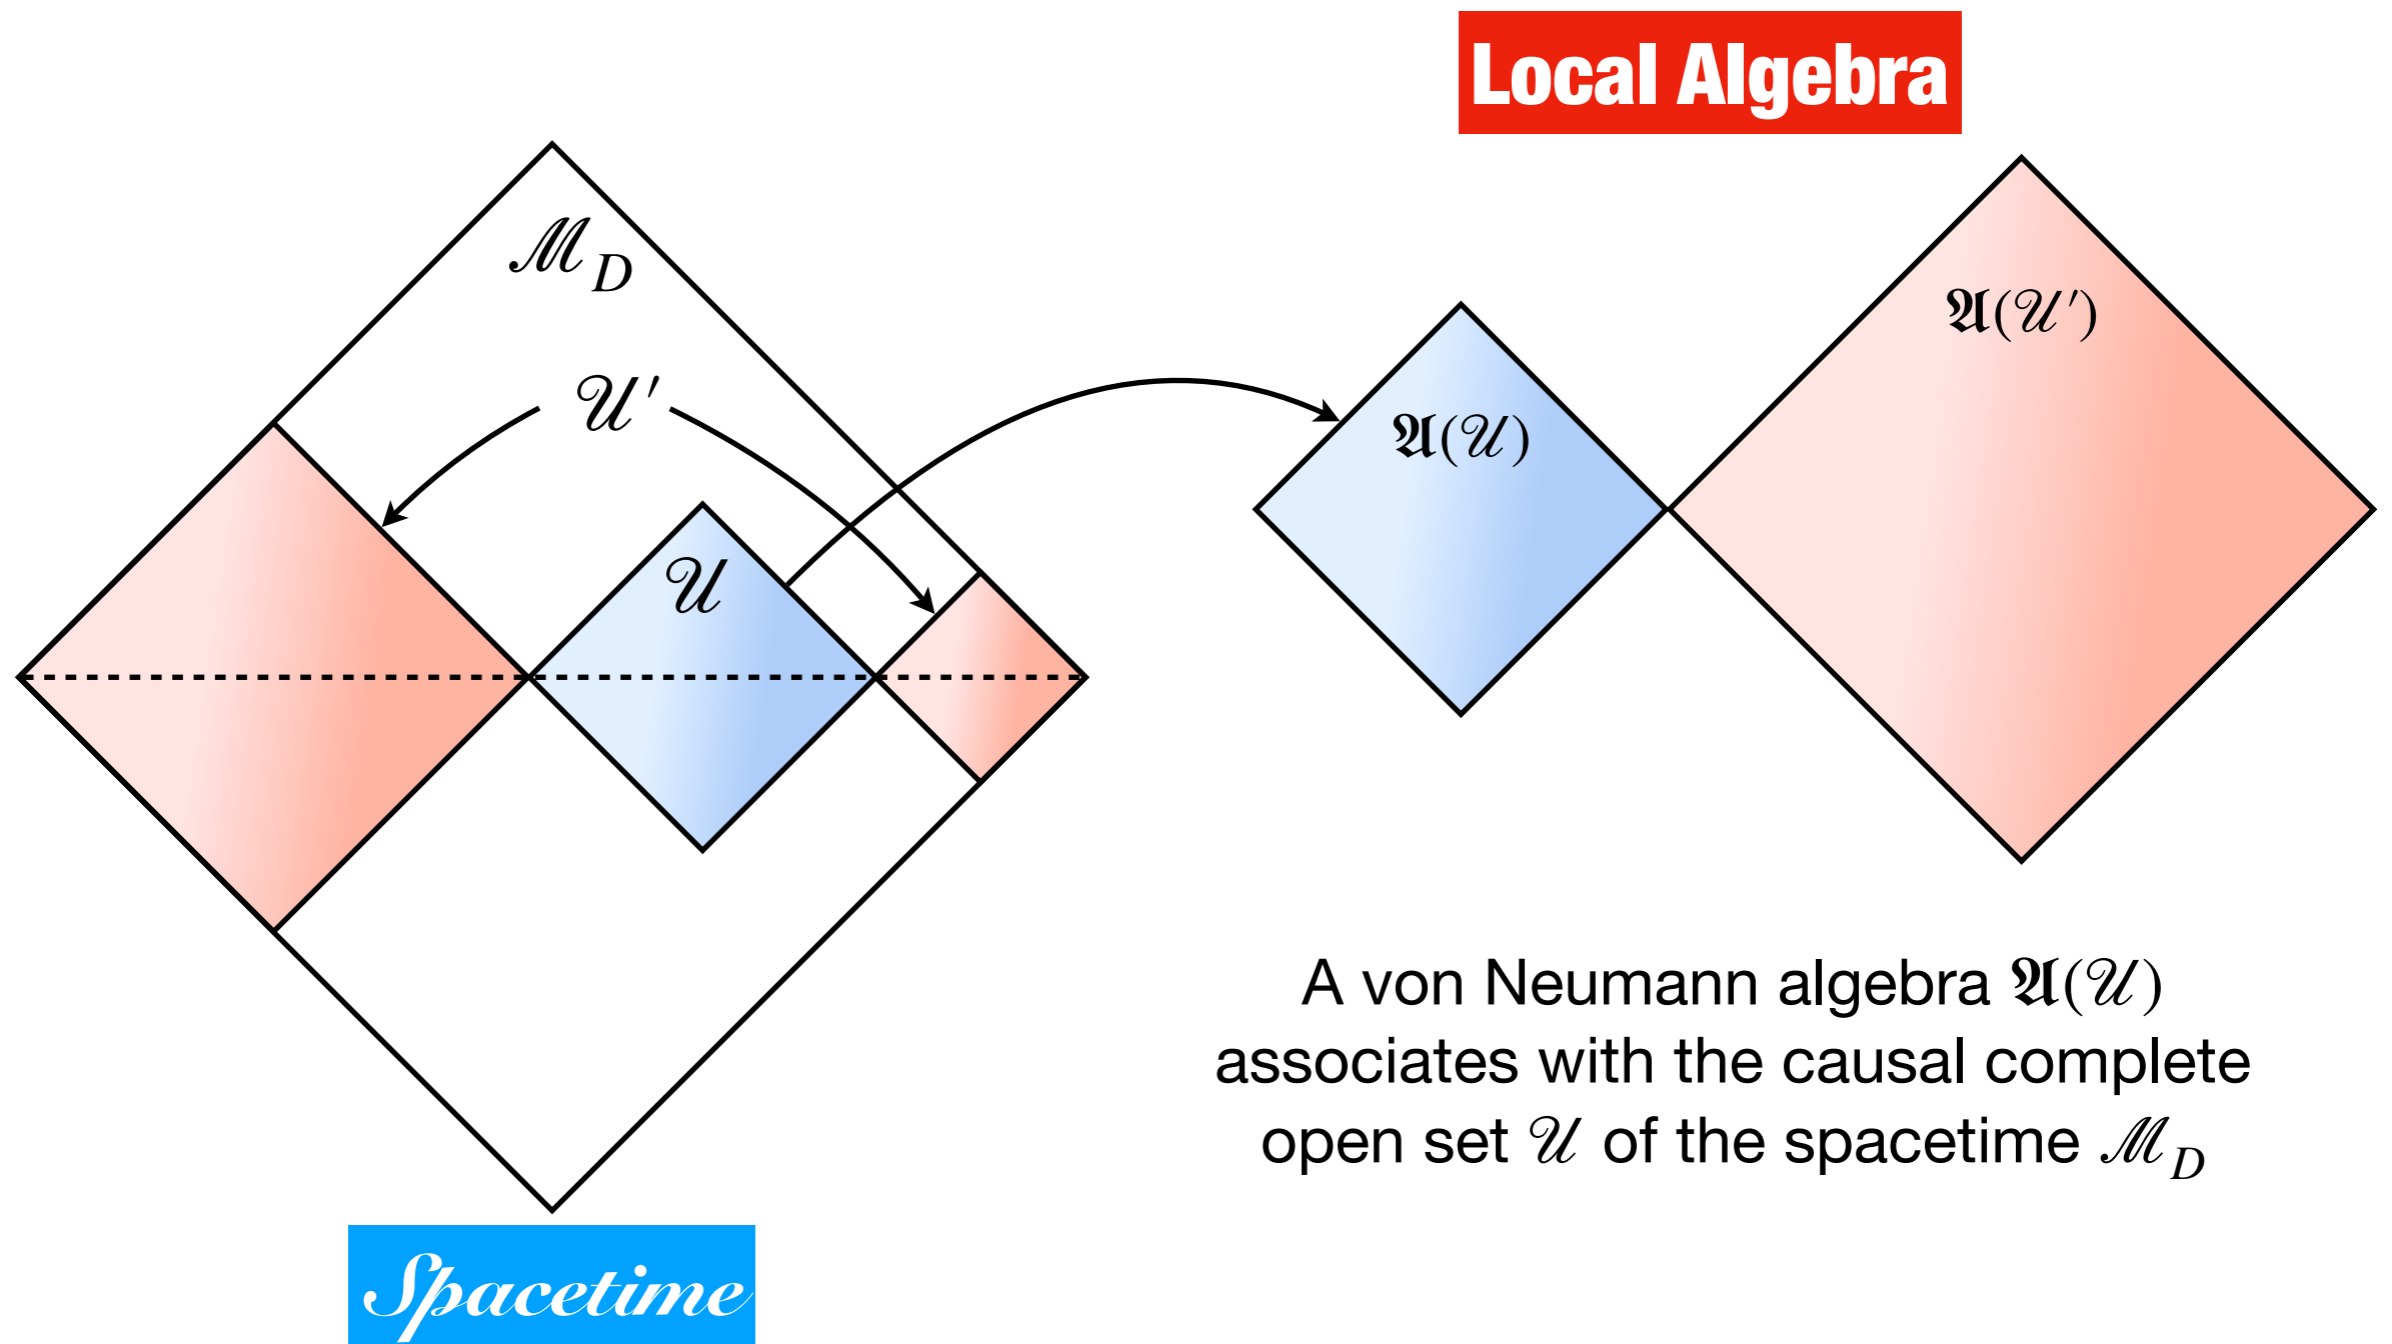 Local Algebra
ℳ_D
𝒰′
𝒰
𝔄(𝒰)
𝔄(𝒰′)
A von Neumann algebra 𝔄(𝒰)
associates with the causal complete
open set 𝒰 of the spacetime ℳ_D
Spacetime